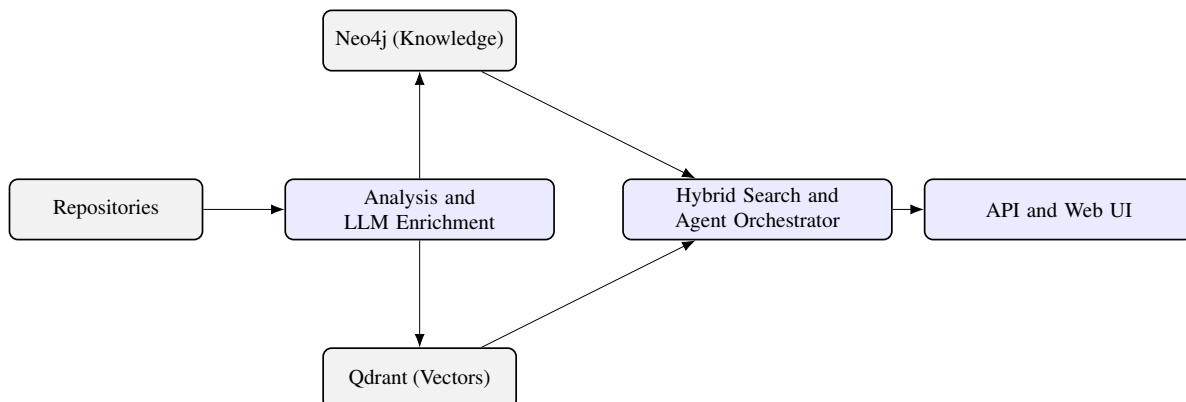 Neo4j (Knowledge)
Repositories
Analysis and
LLM Enrichment
Hybrid Search and
Agent Orchestrator
API and Web UI
Qdrant (Vectors)